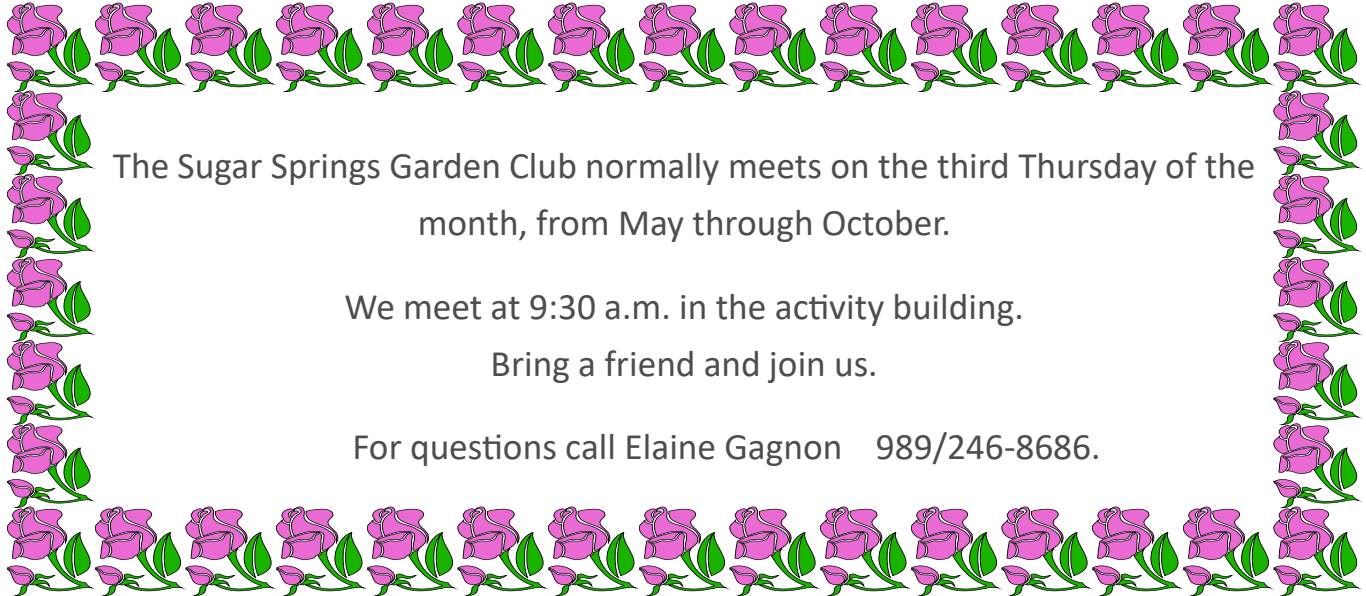 The Sugar Springs Garden Club normally meets on the third Thursday of the
month, from May through October.
We meet at 9:30 a.m. in the activity building.
Bring a friend and join us.
For questions call Elaine Gagnon 989/246-8686.